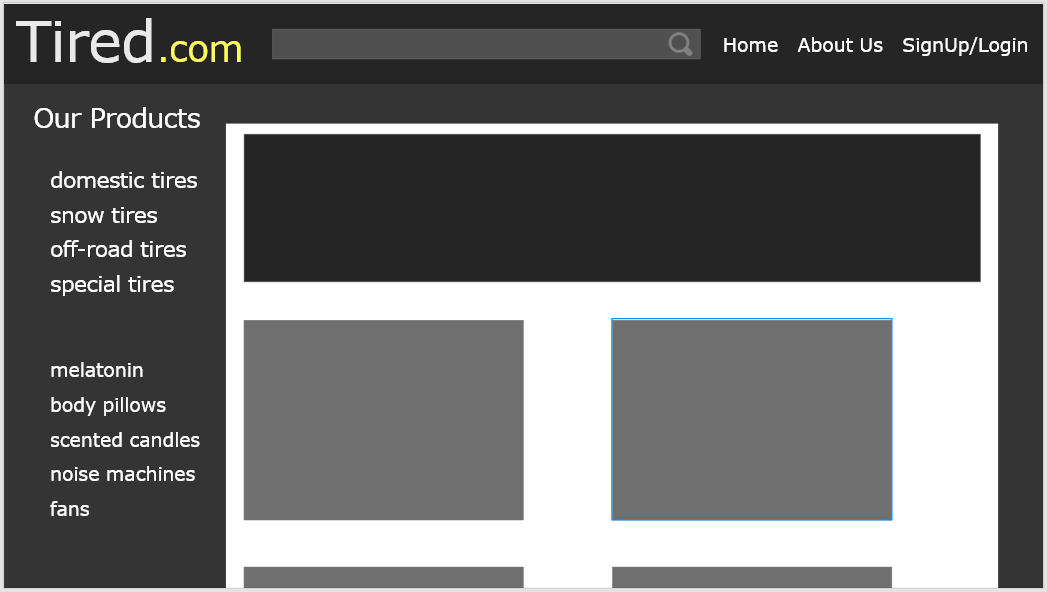 Tired.com
Home About Us SignUp/Login
Our Products
domestic tires
snow tires
off-road tires
special tires
melatonin
body pillows
scented candles
noise machines
fans